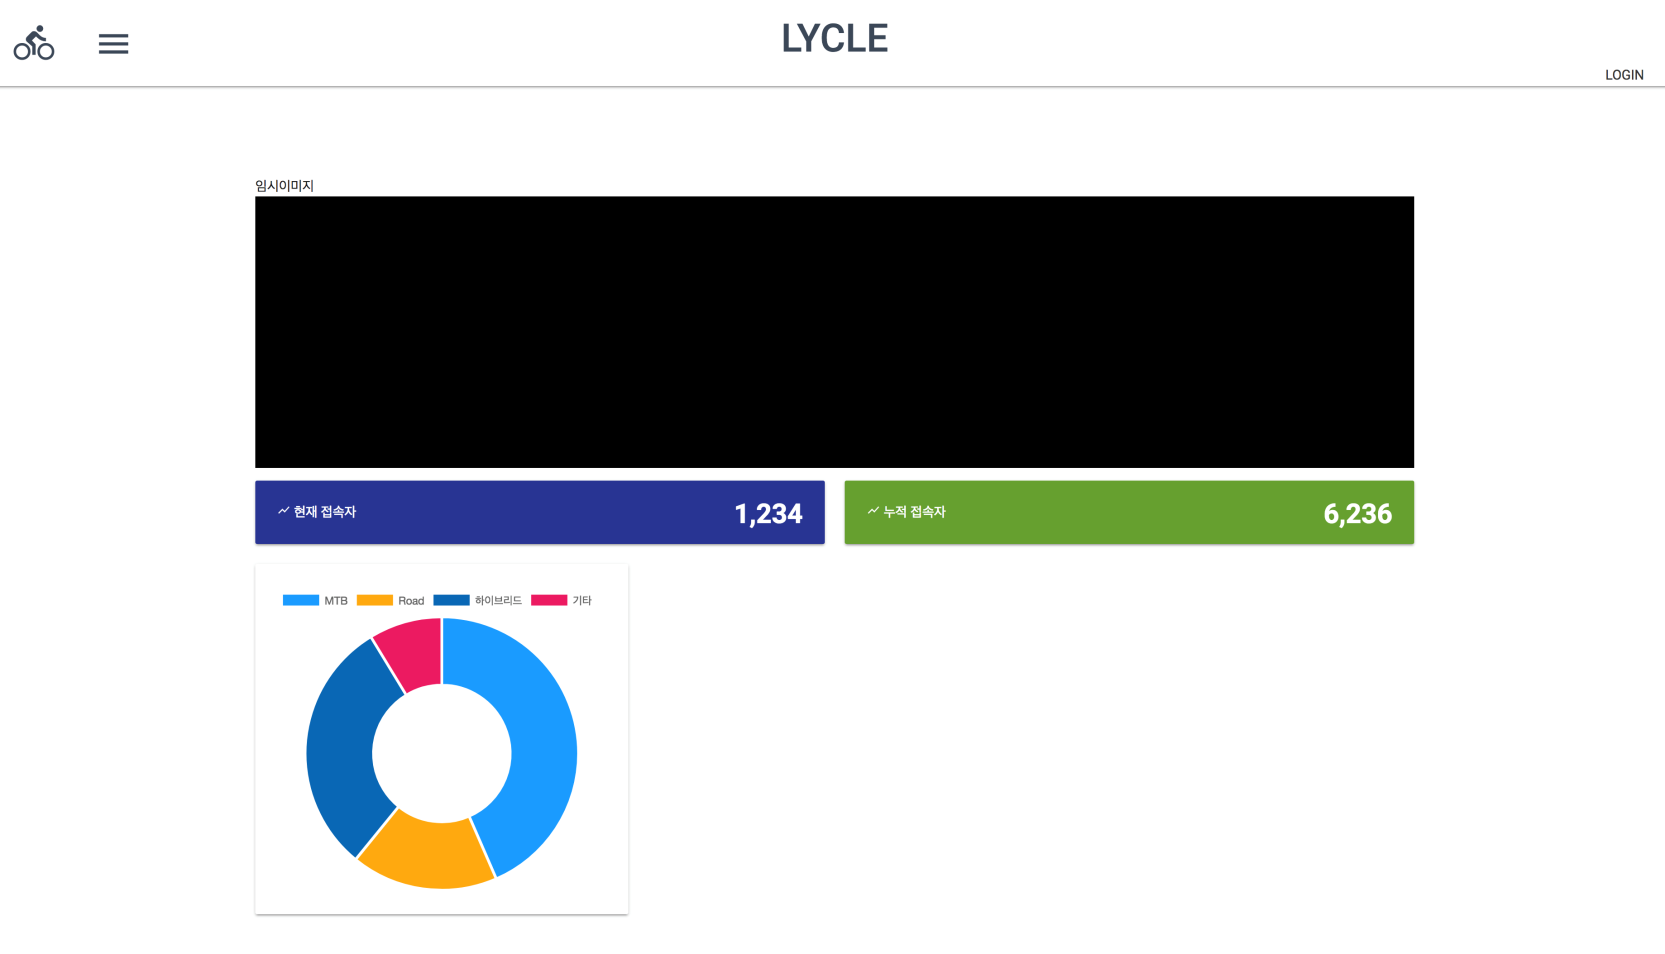 LYCLE
LOGIN
임시이미지
현재 접속자 1,234
누적 접속자 6,236
MTB Road 하이브리드 기타